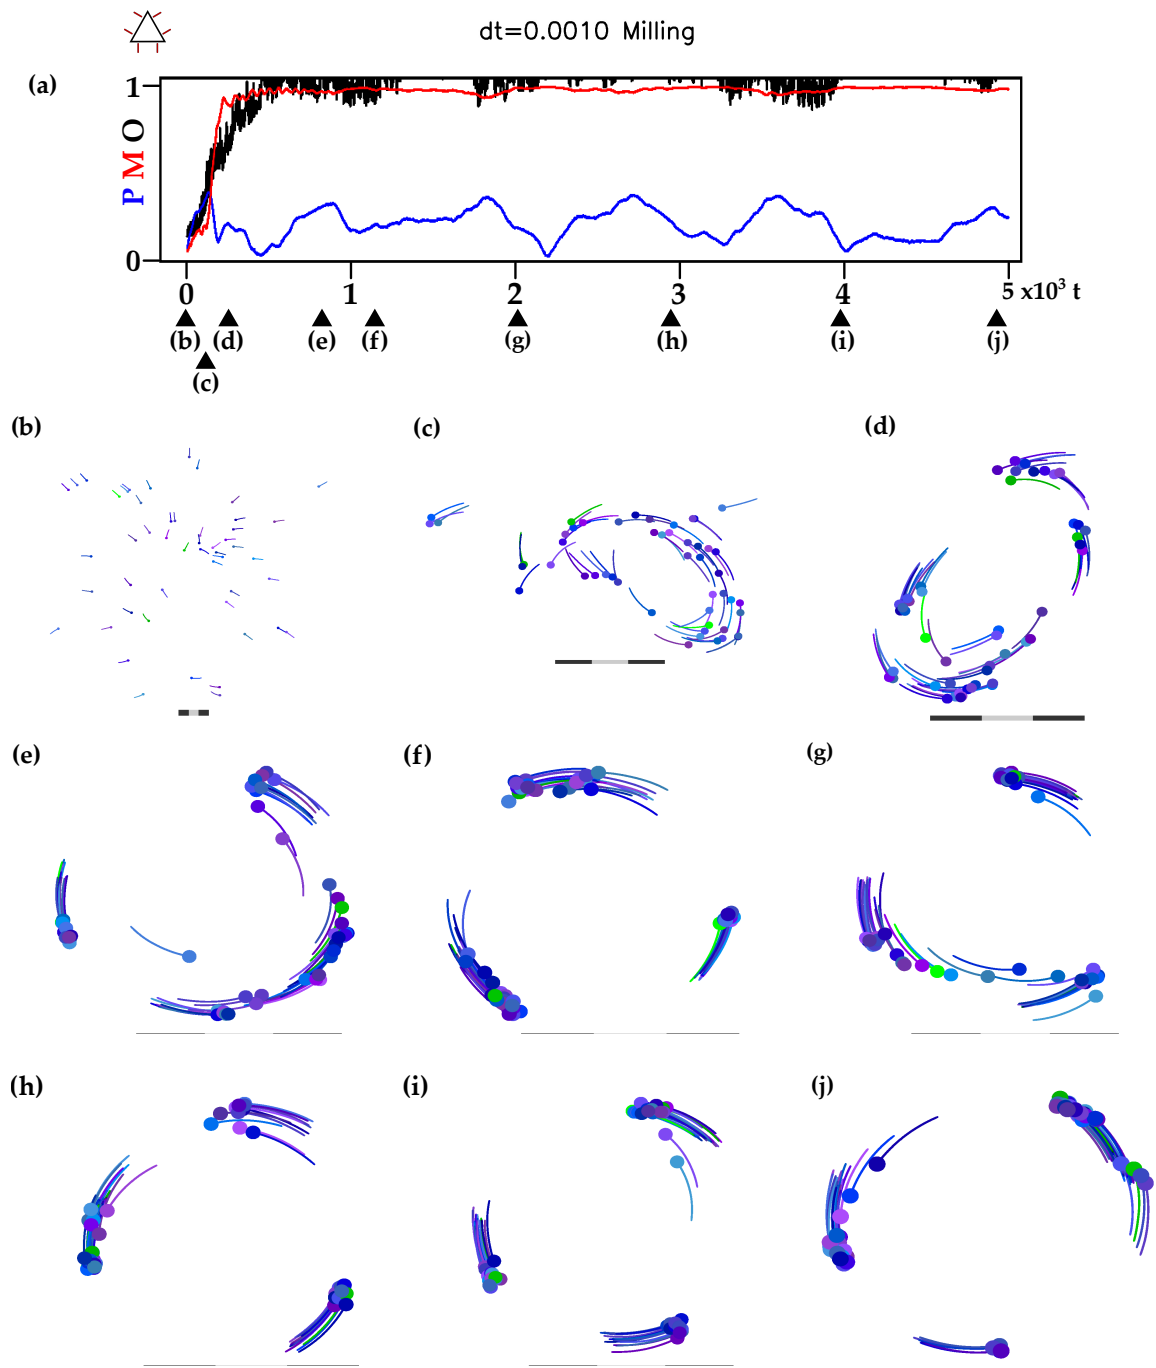 dt=0.0010 Milling
(a)
1
P M O
0
0 1 2 3 4 5 x10³ t
(b) (d) (e) (f) (g) (h) (i) (j)
(c)
(b) (c) (d)
(e) (f) (g)
(h) (i) (j)